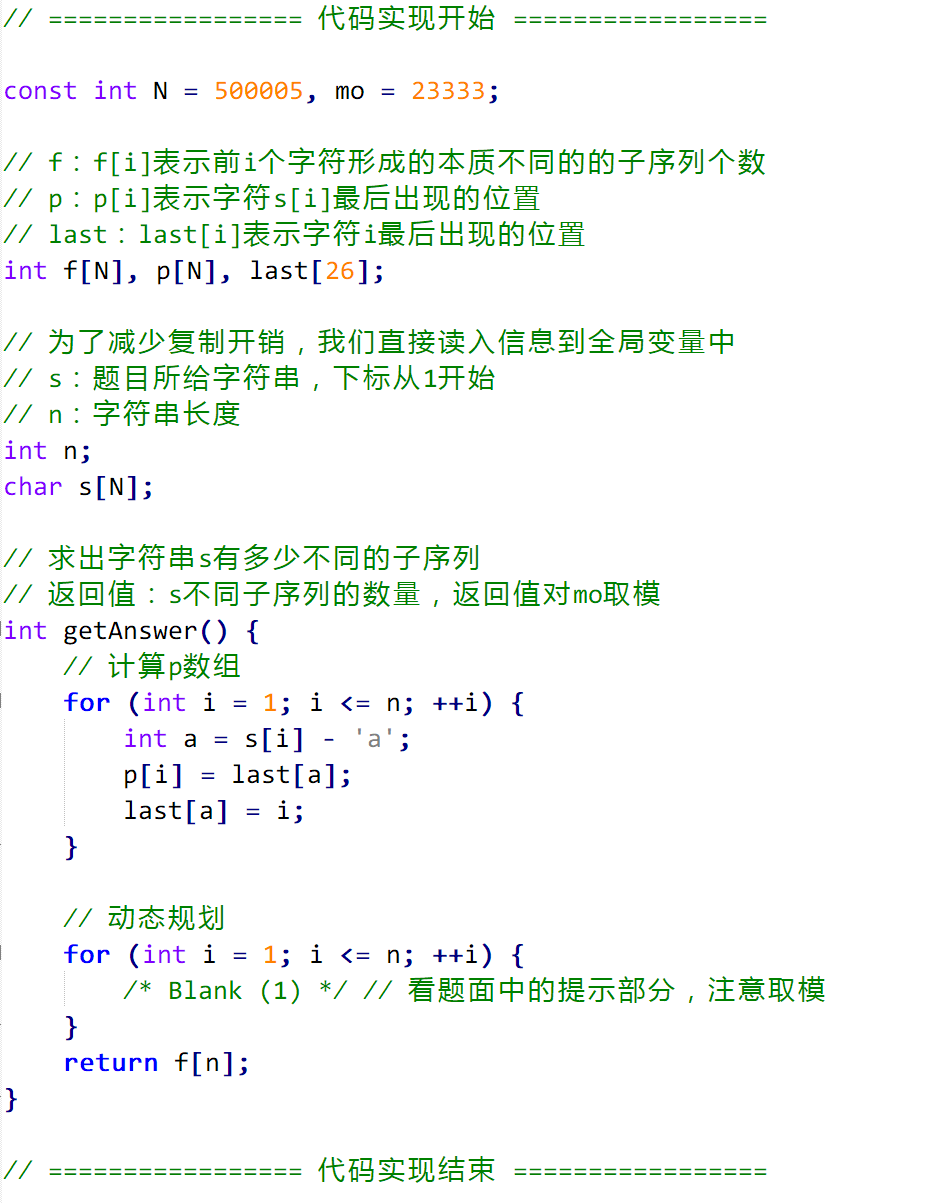 // ================= 代码实现开始 =================
const int N = 500005, mo = 23333;
// f：f[i]表示前i个字符形成的本质不同的的子序列个数
// p：p[i]表示字符s[i]最后出现的位置
// last：last[i]表示字符i最后出现的位置
int f[N], p[N], last[26];
// 为了减少复制开销，我们直接读入信息到全局变量中
// s：题目所给字符串，下标从1开始
// n：字符串长度
int n;
char s[N];
// 求出字符串s有多少不同的子序列
// 返回值：s不同子序列的数量，返回值对mo取模
int getAnswer() {
    // 计算p数组
    for (int i = 1; i <= n; ++i) {
        int a = s[i] - 'a';
        p[i] = last[a];
        last[a] = i;
    }
    // 动态规划
    for (int i = 1; i <= n; ++i) {
        /* Blank (1) */ // 看题面中的提示部分，注意取模
    }
    return f[n];
}
// ================= 代码实现结束 =================